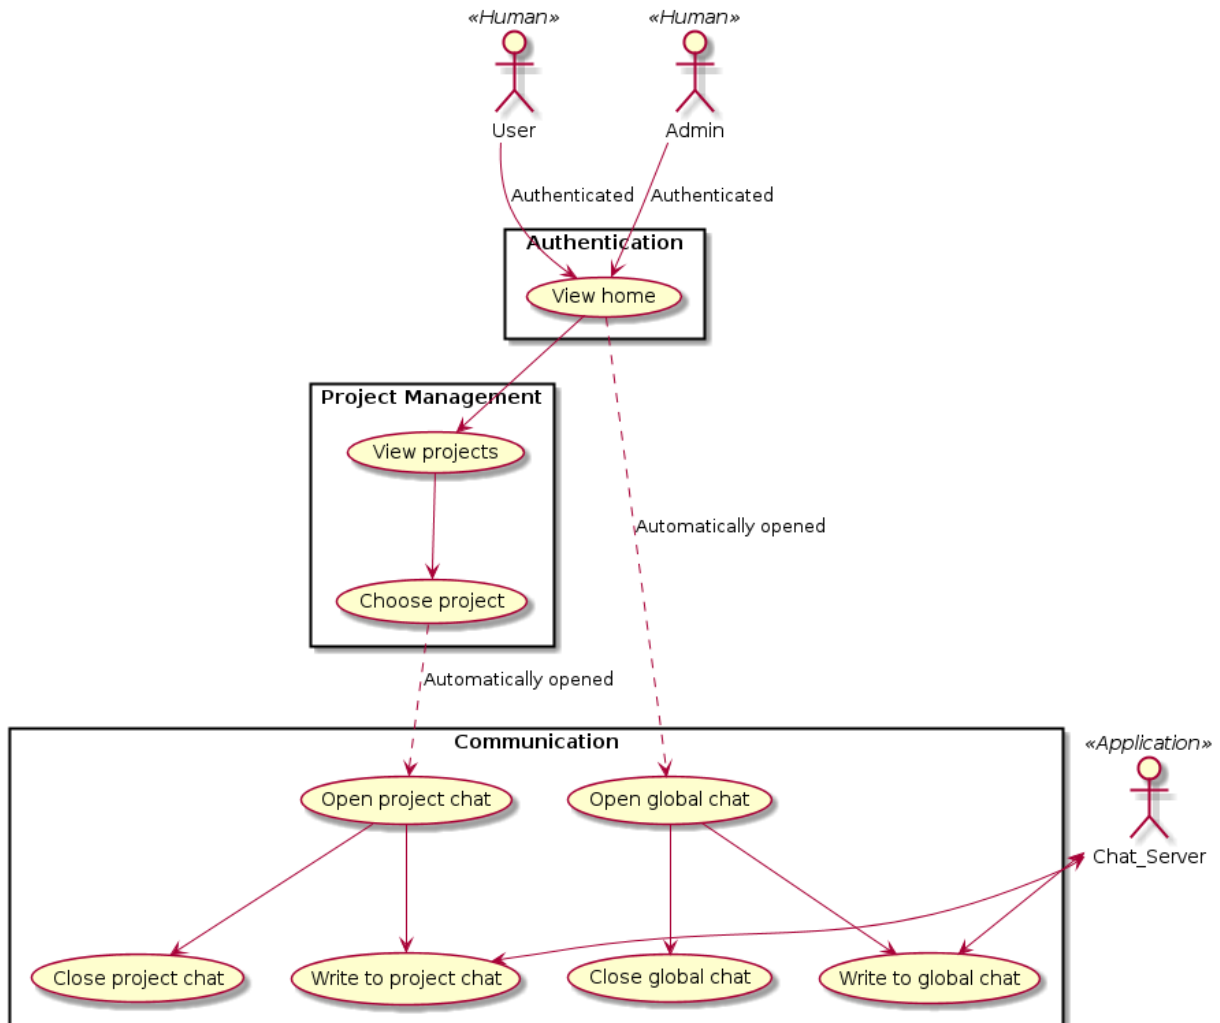 «Human»
«Human»
User
Admin
Authenticated
Authenticated
Authentication
View home
Project Management
View projects
Automatically opened
Choose project
Automatically opened
Communication
«Application»
Open project chat
Open global chat
Chat_Server
Close project chat
Write to project chat
Close global chat
Write to global chat